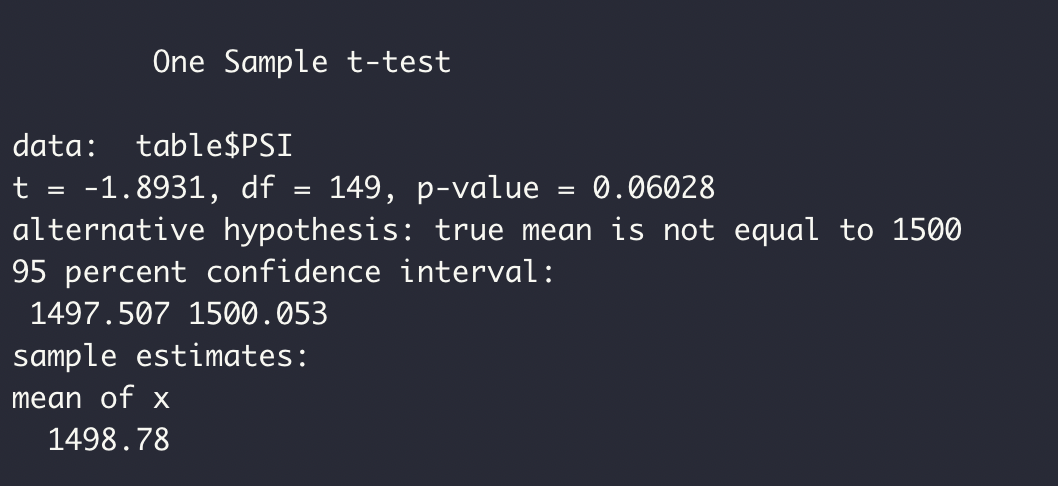 One Sample t-test
data:  table$PSI
t = -1.8931, df = 149, p-value = 0.06028
alternative hypothesis: true mean is not equal to 1500
95 percent confidence interval:
1497.507 1500.053
sample estimates:
mean of x
1498.78